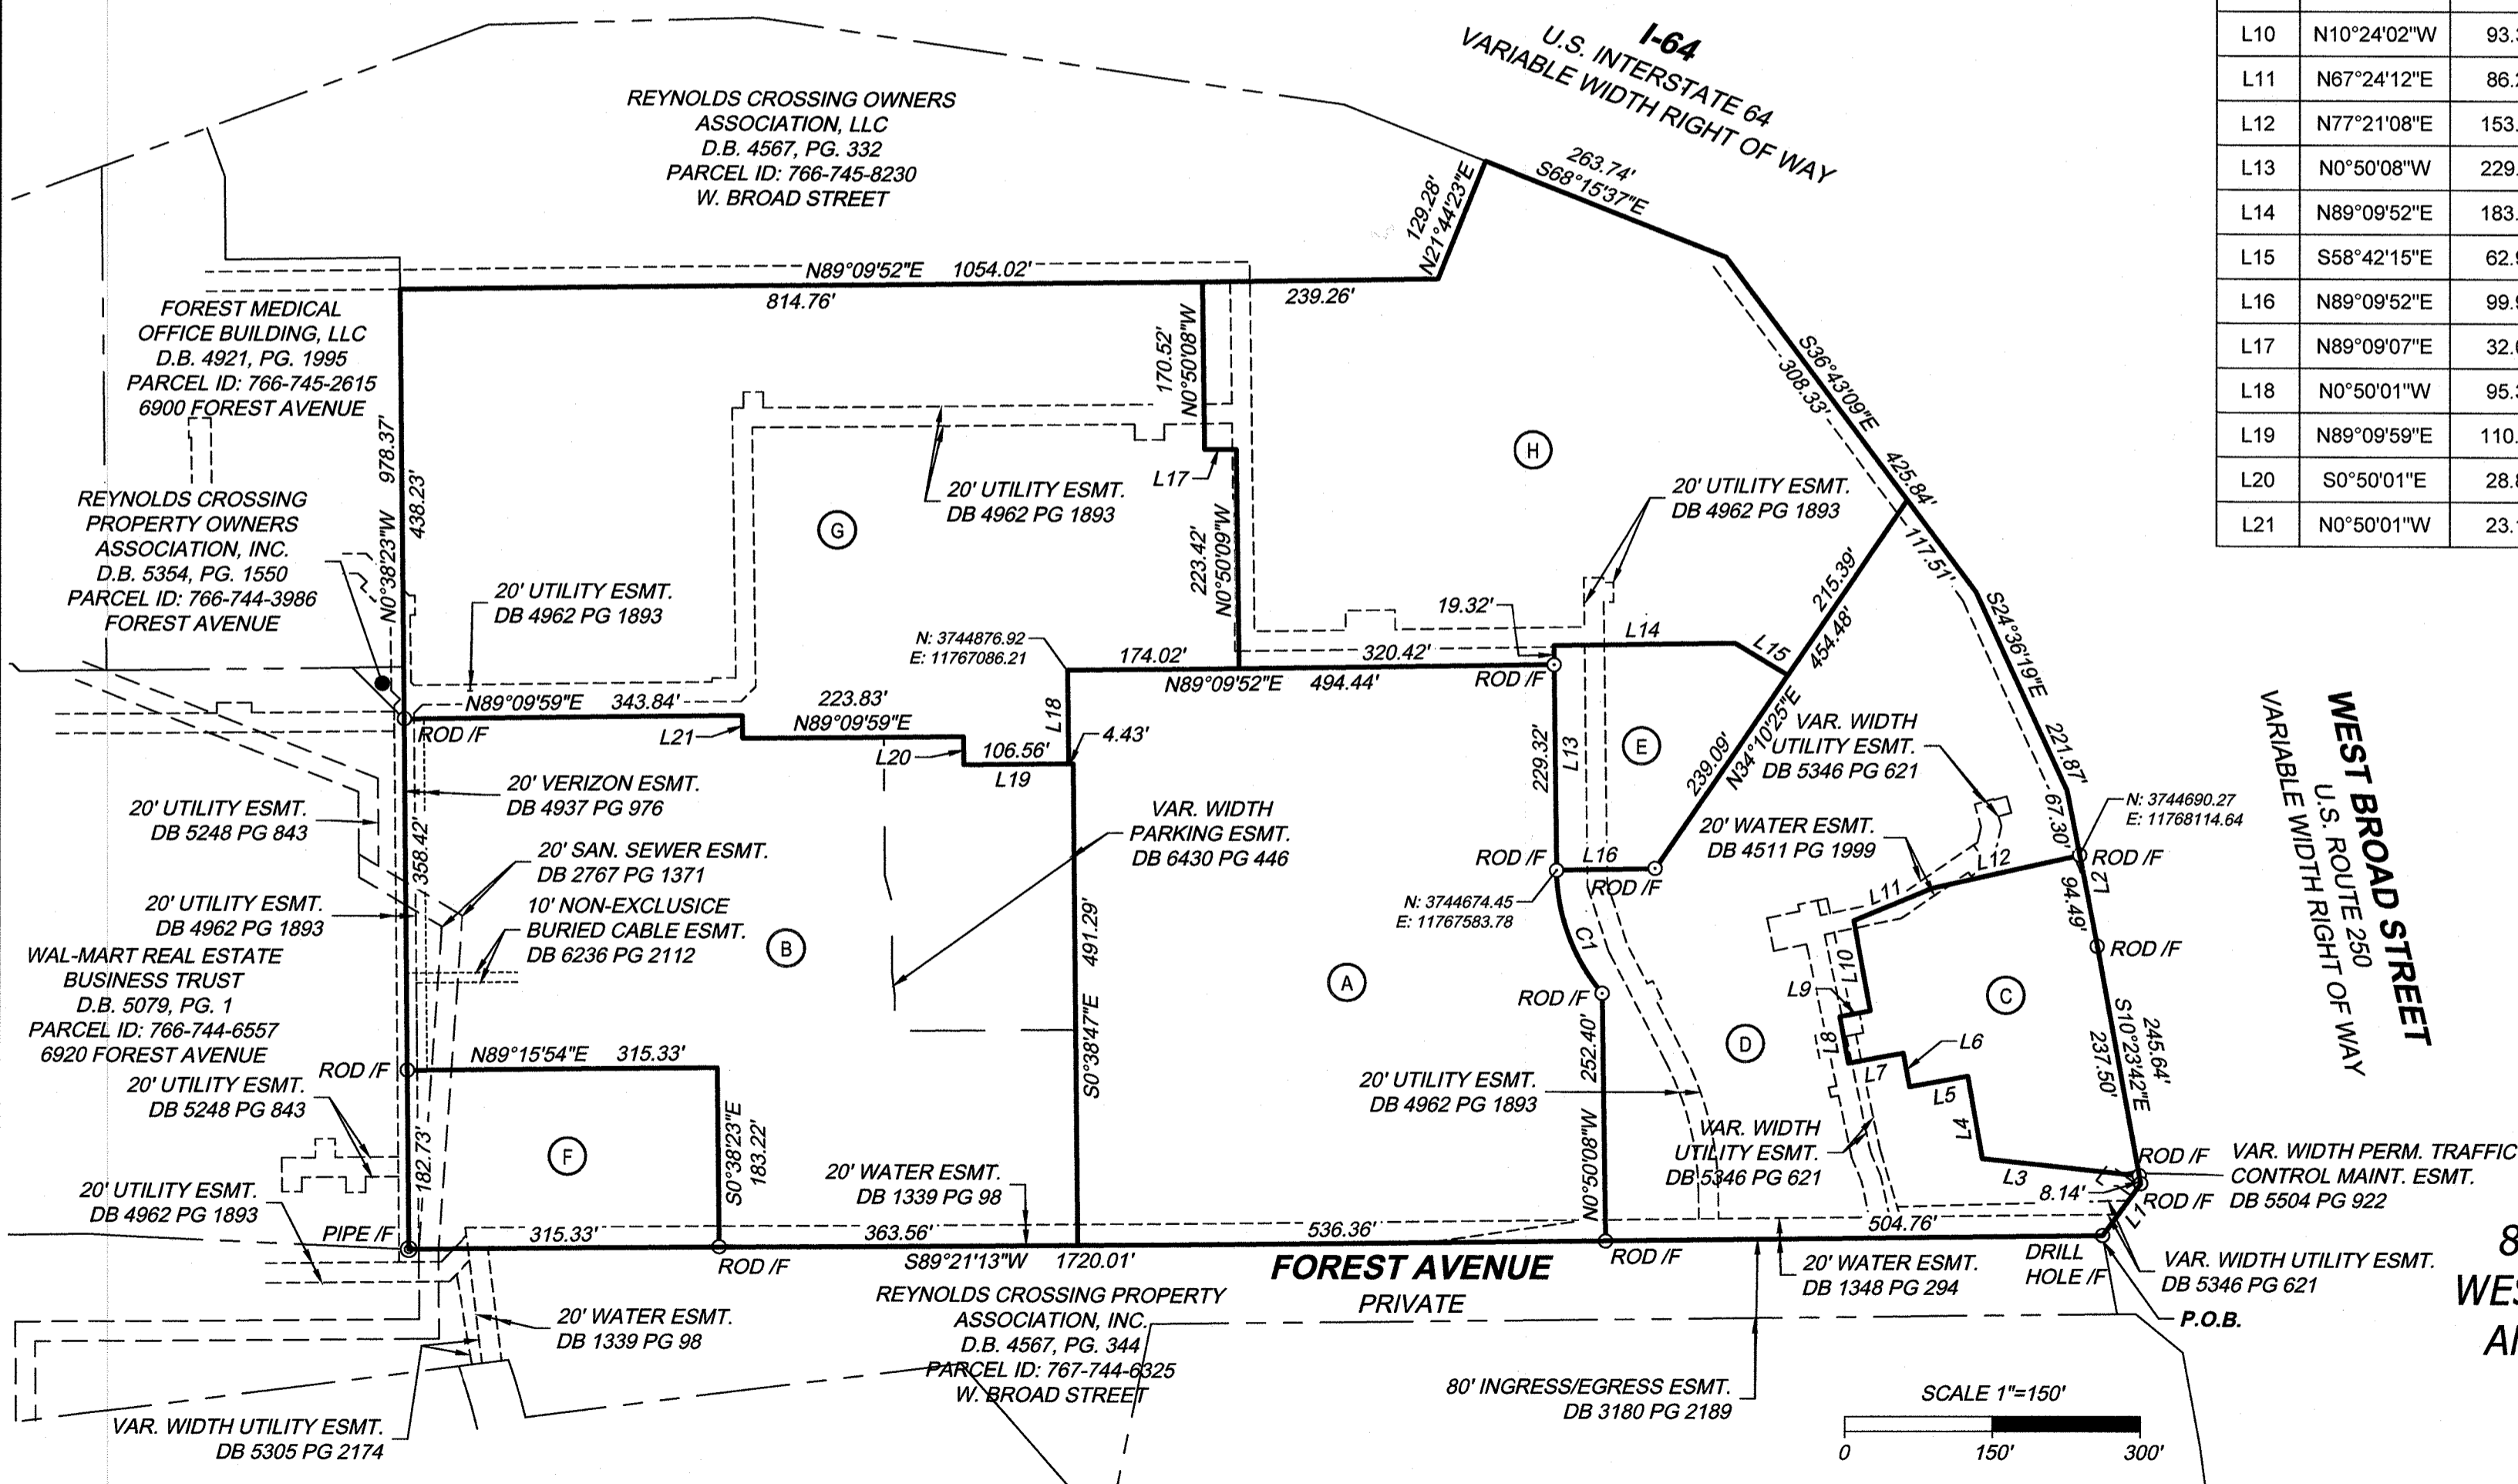 I-64
U.S. INTERSTATE 64
VARIABLE WIDTH RIGHT OF WAY
REYNOLDS CROSSING OWNERS
ASSOCIATION, LLC
D.B. 4567, PG. 332
PARCEL ID: 766-745-8230
W. BROAD STREET
263.74'
S68°15'37"E
129.28'
N21°44'23"E
N89°09'52"E 1054.02'
814.76'
239.26'
FOREST MEDICAL
OFFICE BUILDING, LLC
D.B. 4921, PG. 1995
PARCEL ID: 766-745-2615
6900 FOREST AVENUE
170.52'
N0°50'08"W
S36°43'09"E
308.33'
425.84'
N0°38'23"W 978.37'
438.23'
REYNOLDS CROSSING
PROPERTY OWNERS
ASSOCIATION, INC.
D.B. 5354, PG. 1550
PARCEL ID: 766-744-3986
FOREST AVENUE
H
G
L17
20' UTILITY ESMT.
DB 4962 PG 1893
20' UTILITY ESMT.
DB 4962 PG 1893
223.42'
N0°50'09"W
117.51'
215.39'
454.48'
20' UTILITY ESMT.
DB 4962 PG 1893
19.32'
L14
L15
N: 3744876.92
E: 11767086.21
174.02'
320.42'
N89°09'52"E 494.44'
ROD /F
S24°36'19"E
221.87'
67.30'
N89°09'59"E 343.84'
223.83'
N89°09'59"E
L18
4.43'
ROD /F
L21
L20
106.56'
L19
229.32'
L13
E
239.09'
N34°10'25"E
VAR. WIDTH
UTILITY ESMT.
DB 5346 PG 621
WEST BROAD STREET
U.S. ROUTE 250
VARIABLE WIDTH RIGHT OF WAY
20' VERIZON ESMT.
DB 4937 PG 976
20' UTILITY ESMT.
DB 5248 PG 843
358.42'
VAR. WIDTH
PARKING ESMT.
DB 6430 PG 446
N: 3744690.27
E: 11768114.64
20' WATER ESMT.
DB 4511 PG 1999
L12
ROD /F
L2
94.49'
20' SAN. SEWER ESMT.
DB 2767 PG 1371
ROD /F
L16
ROD /F
L11
20' UTILITY ESMT.
DB 4962 PG 1893
10' NON-EXCLUSICE
BURIED CABLE ESMT.
DB 6236 PG 2112
N: 3744674.45
E: 11767583.78
C1
WAL-MART REAL ESTATE
BUSINESS TRUST
D.B. 5079, PG. 1
PARCEL ID: 766-744-6557
6920 FOREST AVENUE
B
S0°38'47"E 491.29'
A
ROD /F
L10
L9
C
ROD /F
245.64'
S10°23'42"E
237.50'
D
L8
L7
L6
L5
L4
L3
ROD /F
N89°15'54"E 315.33'
20' UTILITY ESMT.
DB 5248 PG 843
252.40'
N0°50'08"W
20' UTILITY ESMT.
DB 4962 PG 1893
182.73'
F
S0°38'23"E
183.22'
VAR. WIDTH
UTILITY ESMT.
DB 5346 PG 621
ROD /F
VAR. WIDTH PERM. TRAFFIC
CONTROL MAINT. ESMT.
DB 5504 PG 922
8.14'
ROD /F
L1
20' UTILITY ESMT.
DB 4962 PG 1893
20' WATER ESMT.
DB 1339 PG 98
PIPE /F
315.33'
363.56'
536.36'
504.76'
ROD /F
S89°21'13"W 1720.01'
FOREST AVENUE
PRIVATE
ROD /F
20' WATER ESMT.
DB 1348 PG 294
DRILL
HOLE /F
VAR. WIDTH UTILITY ESMT.
DB 5346 PG 621
P.O.B.
20' WATER ESMT.
DB 1339 PG 98
REYNOLDS CROSSING PROPERTY
ASSOCIATION, INC.
D.B. 4567, PG. 344
PARCEL ID: 767-744-6325
W. BROAD STREET
80' INGRESS/EGRESS ESMT.
DB 3180 PG 2189
VAR. WIDTH UTILITY ESMT.
DB 5305 PG 2174
SCALE 1"=150'
0 150' 300'
L10 N10°24'02"W 93.
L11 N67°24'12"E 86.
L12 N77°21'08"E 153.
L13 N0°50'08"W 229.
L14 N89°09'52"E 183.
L15 S58°42'15"E 62.
L16 N89°09'52"E 99.
L17 N89°09'07"E 32.
L18 N0°50'01"W 95.
L19 N89°09'59"E 110.
L20 S0°50'01"E 28.
L21 N0°50'01"W 23.
8
WES